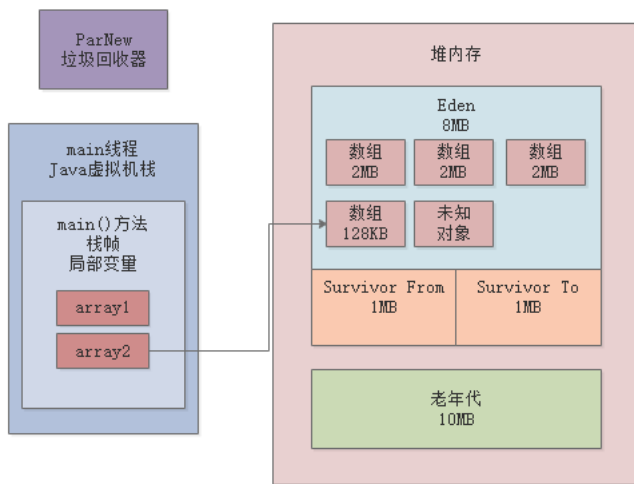 ParNew
垃圾回收器
堆内存
Eden
8MB
数组
2MB
数组
2MB
数组
2MB
数组
128KB
未知
对象
Survivor From
1MB
Survivor To
1MB
老年代
10MB
main线程
Java虚拟机栈
main()方法
栈帧
局部变量
array1
array2